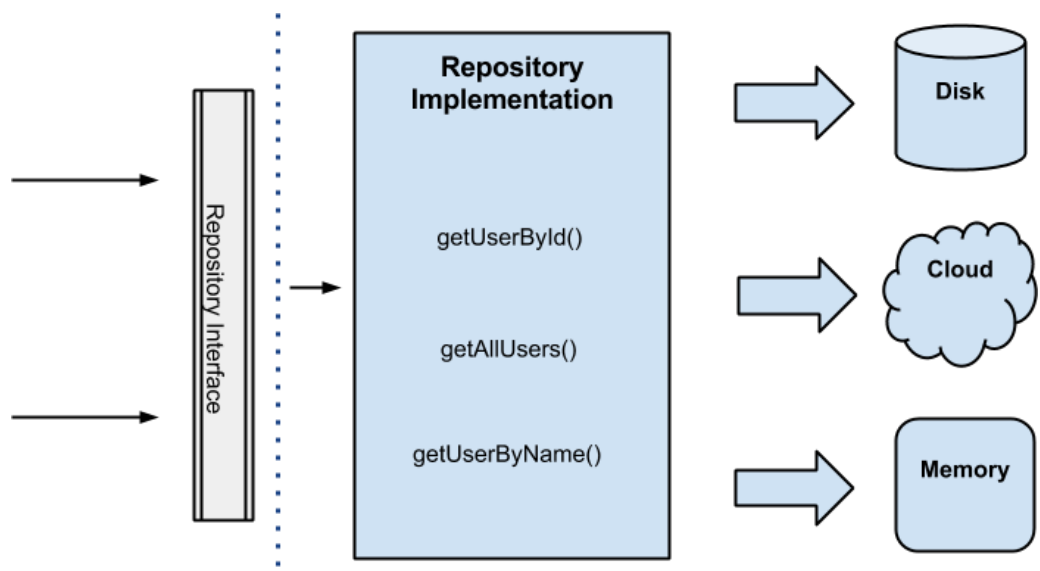 Repository Interface
Repository
Implementation
getUserById()
getAllUsers()
getUserByName()
Disk
Cloud
Memory